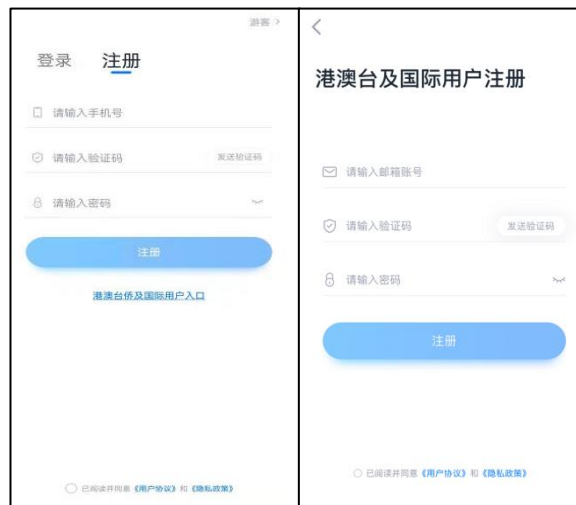 游客 >
登录 注册
请输入手机号
请输入验证码 发送验证码
请输入密码
注册
港澳台侨及国际用户入口
已阅读并同意《用户协议》和《隐私政策》
港澳台及国际用户注册
请输入邮箱账号
请输入验证码 发送验证码
请输入密码
注册
已阅读并同意《用户协议》和《隐私政策》